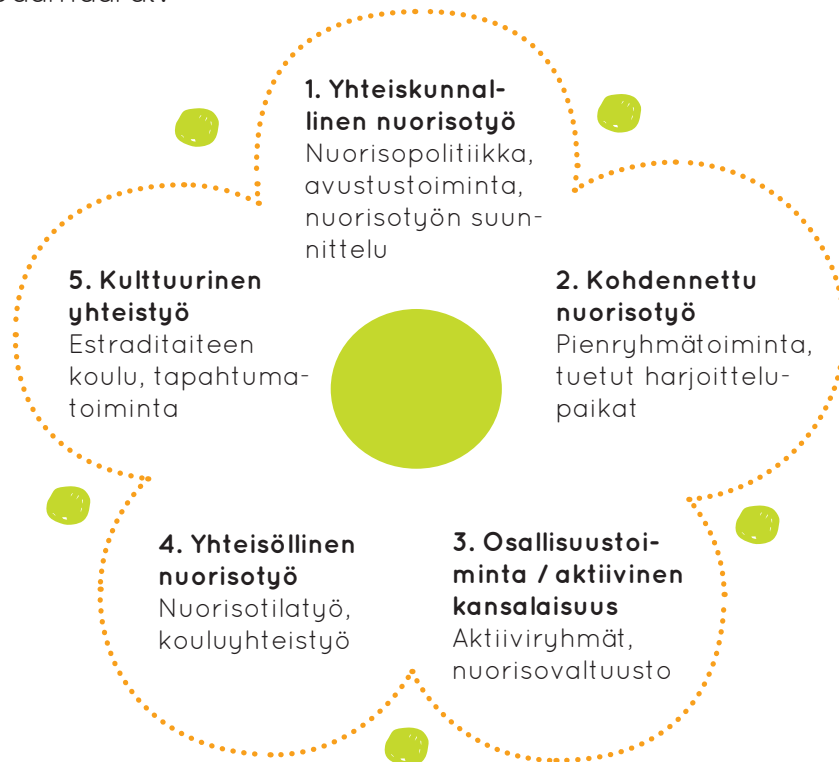 1. Yhteiskunnal-
linen nuorisotyö
Nuorisopolitiikka,
avustustoiminta,
nuorisotyön suun-
nittelu
2. Kohdennettu
nuorisotyö
Pienryhmätoiminta,
tuetut harjoittelu-
paikat
3. Osallisuustoi-
minta / aktiivinen
kansalaisuus
Aktiiviryhmät,
nuorisovaltuusto
4. Yhteisöllinen
nuorisotyö
Nuorisotilatyö,
kouluyhteistyö
5. Kulttuurinen
yhteistyö
Estraditaiteen
koulu, tapahtuma-
toiminta